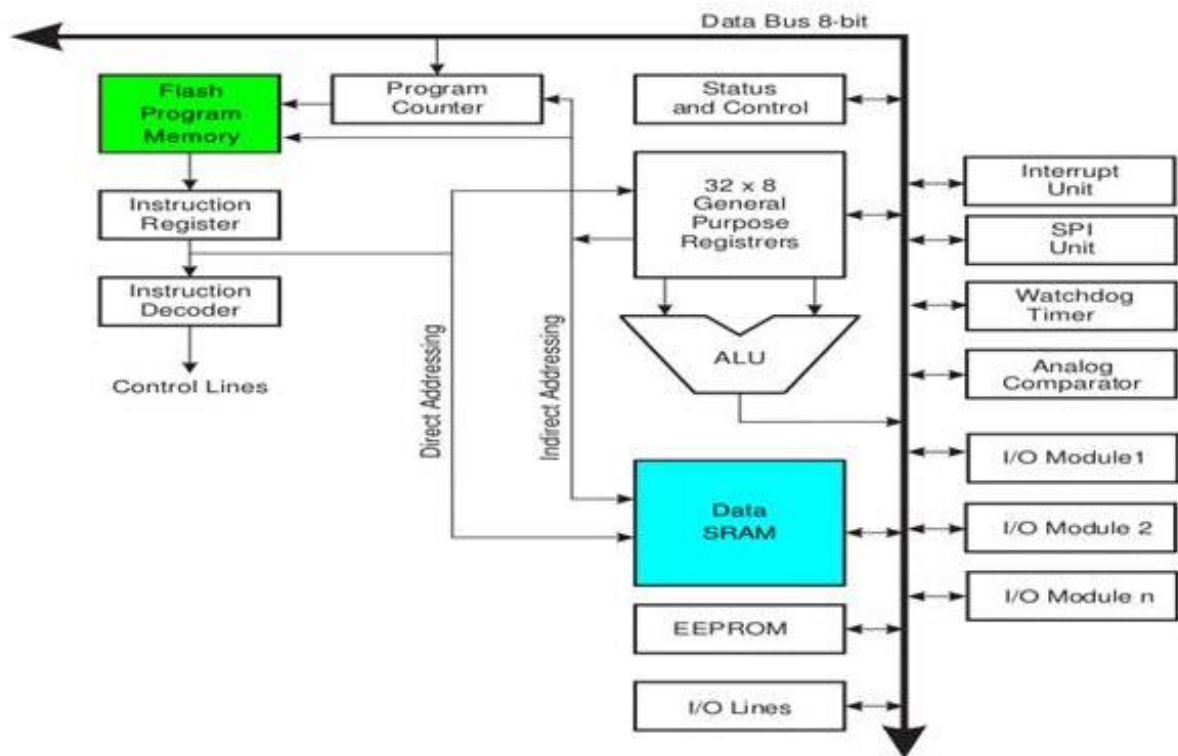 Data Bus 8-bit
Flash
Program
Memory
Program
Counter
Status
and Control
Instruction
Register
32 x 8
General
Purpose
Registrers
Interrupt
Unit
SPI
Unit
Instruction
Decoder
Watchdog
Timer
ALU
Analog
Comparator
Control Lines
Direct Addressing
Indirect Addressing
I/O Module1
Data
SRAM
I/O Module 2
I/O Module n
EEPROM
I/O Lines